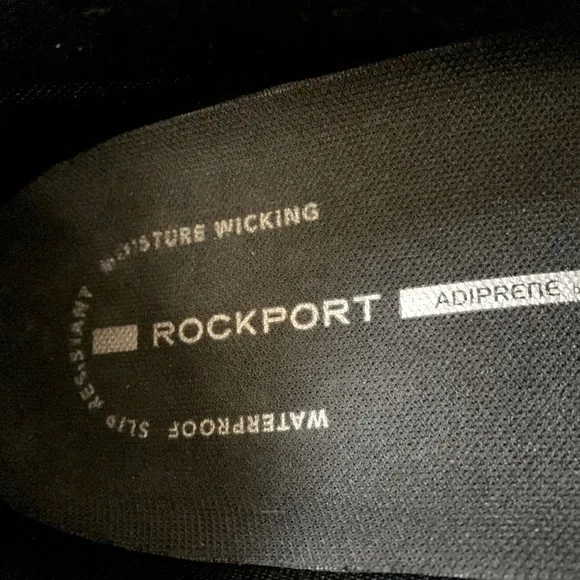 MOISTURE WICKING
ROCKPORT ADIPRENE
WATERPROOF SLIP RESISTANT